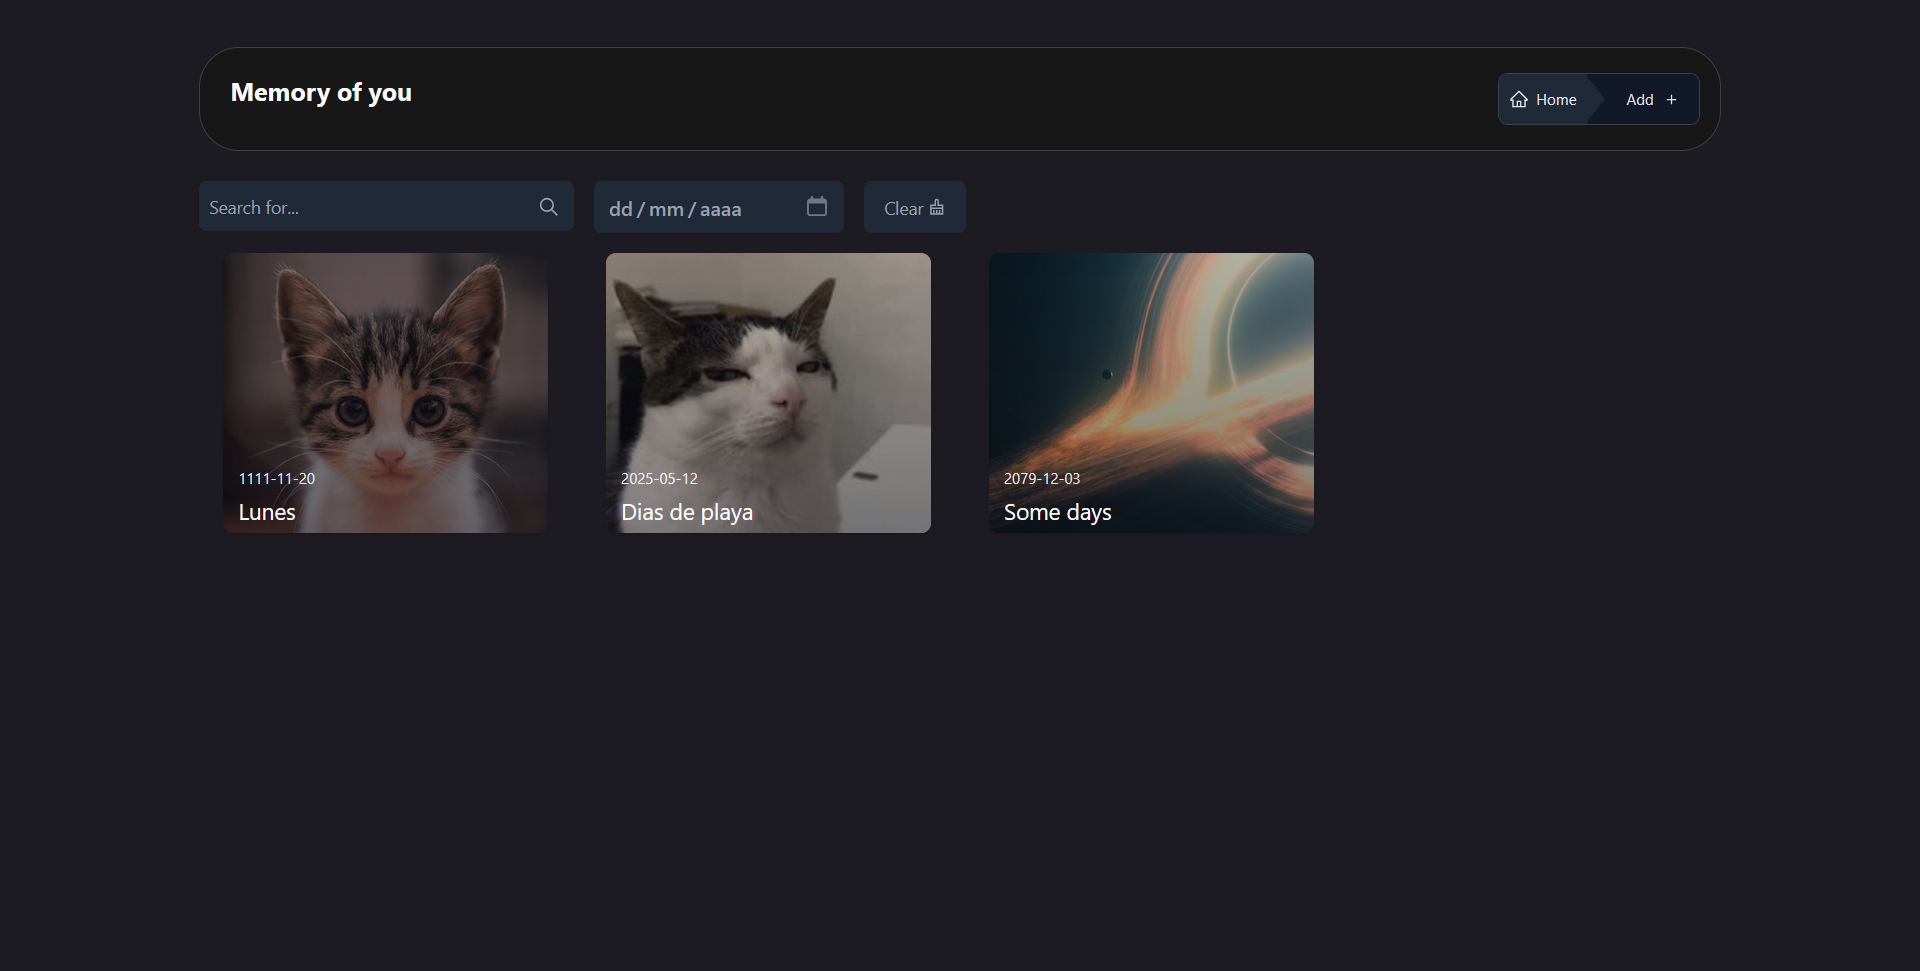 Memory of you
Home
Add +
Search for...
dd / mm / aaaa
Clear
1111-11-20
Lunes
2025-05-12
Dias de playa
2079-12-03
Some days